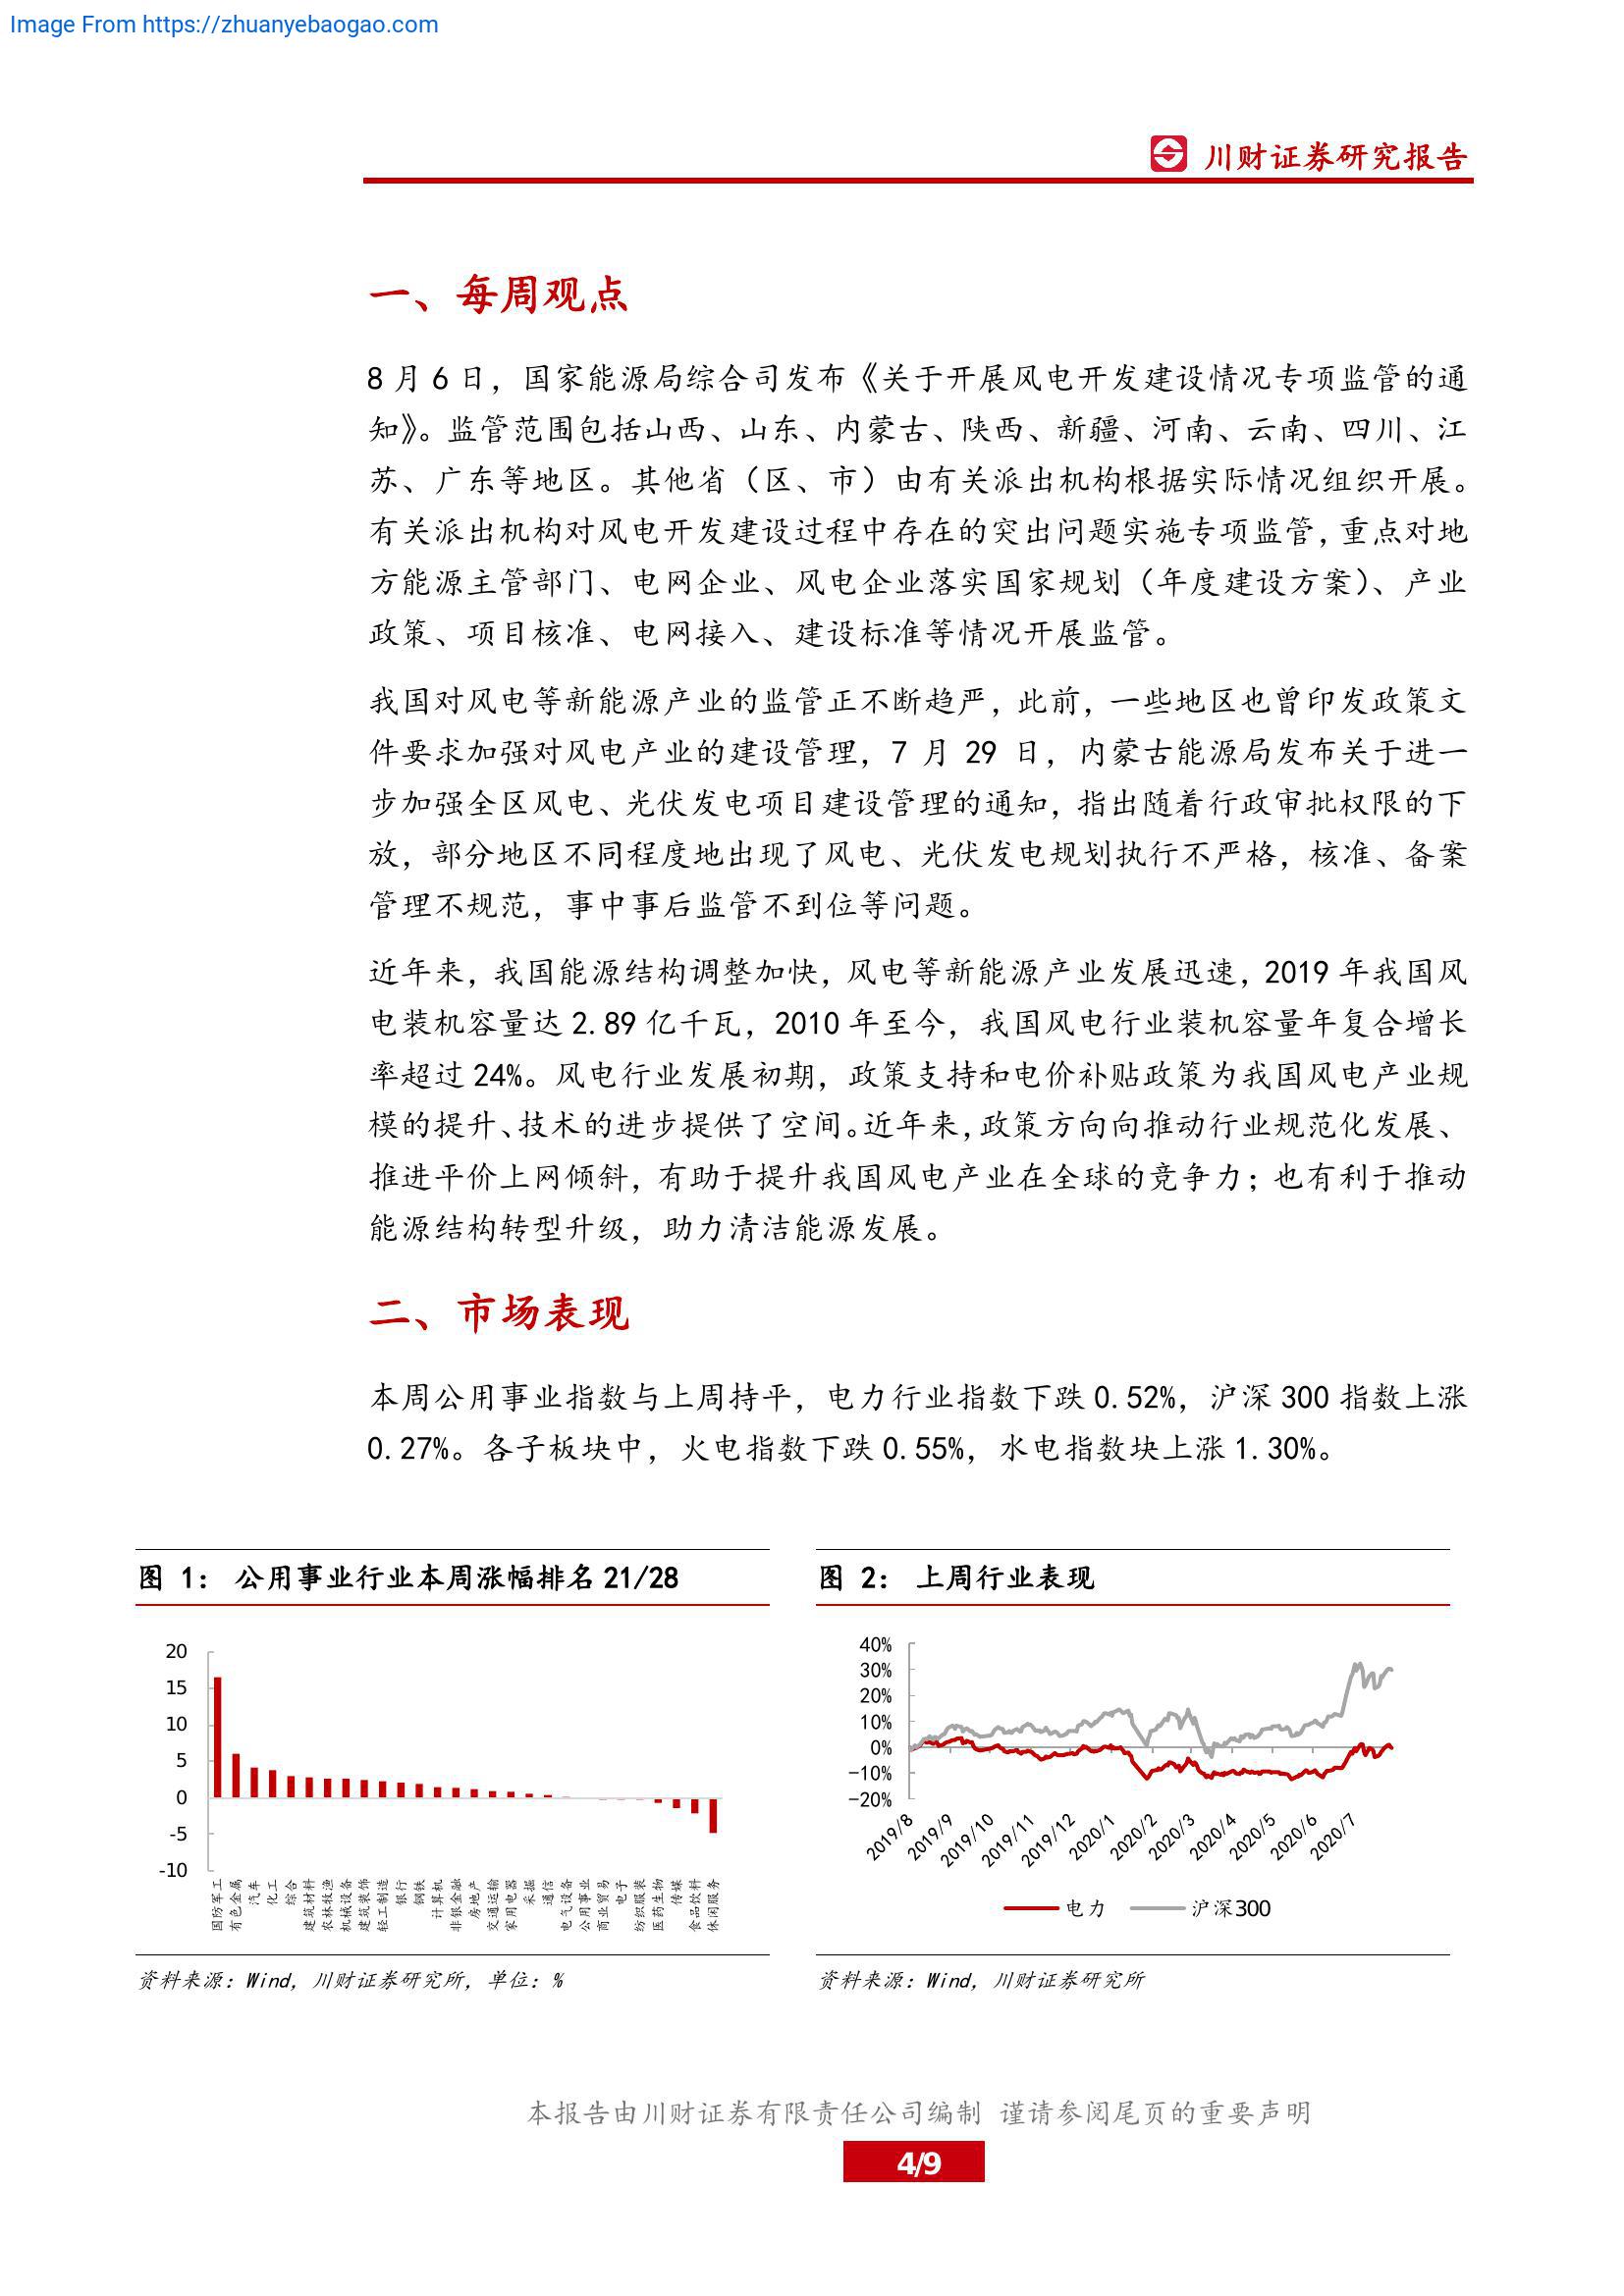 Image From https://zhuanyebaogao.com
川财证券研究报告
一、每周观点
8 月 6 日，国家能源局综合司发布《关于开展风电开发建设情况专项监管的通
知》。监管范围包括山西、山东、内蒙古、陕西、新疆、河南、云南、四川、江
苏、广东等地区。其他省（区、市）由有关派出机构根据实际情况组织开展。
有关派出机构对风电开发建设过程中存在的突出问题实施专项监管，重点对地
方能源主管部门、电网企业、风电企业落实国家规划（年度建设方案）、产业
政策、项目核准、电网接入、建设标准等情况开展监管。
我国对风电等新能源产业的监管正不断趋严，此前，一些地区也曾印发政策文
件要求加强对风电产业的建设管理，7 月 29 日，内蒙古能源局发布关于进一
步加强全区风电、光伏发电项目建设管理的通知，指出随着行政审批权限的下
放，部分地区不同程度地出现了风电、光伏发电规划执行不严格，核准、备案
管理不规范，事中事后监管不到位等问题。
近年来，我国能源结构调整加快，风电等新能源产业发展迅速，2019 年我国风
电装机容量达 2.89 亿千瓦，2010 年至今，我国风电行业装机容量年复合增长
率超过 24%。风电行业发展初期，政策支持和电价补贴政策为我国风电产业规
模的提升、技术的进步提供了空间。近年来，政策方向向推动行业规范化发展、
推进平价上网倾斜，有助于提升我国风电产业在全球的竞争力；也有利于推动
能源结构转型升级，助力清洁能源发展。
二、市场表现
本周公用事业指数与上周持平，电力行业指数下跌 0.52%，沪深 300 指数上涨
0.27%。各子板块中，火电指数下跌 0.55%，水电指数块上涨 1.30%。
图 1： 公用事业行业本周涨幅排名 21/28
20
15
10
5
0
-5
-10
国防军工
有色金属
汽车
化工
综合
建筑材料
农林牧渔
机械设备
建筑装饰
轻工制造
银行
钢铁
计算机
非银金融
房地产
交通运输
家用电器
采掘
通信
电气设备
公用事业
商业贸易
电子
纺织服装
医药生物
传媒
食品饮料
休闲服务
资料来源：Wind，川财证券研究所，单位：%
图 2： 上周行业表现
40%
30%
20%
10%
0%
-10%
-20%
2019/8
2019/9
2019/10
2019/11
2019/12
2020/1
2020/2
2020/3
2020/4
2020/5
2020/6
2020/7
电力
沪深300
资料来源：Wind，川财证券研究所
本报告由川财证券有限责任公司编制 谨请参阅尾页的重要声明
4/9